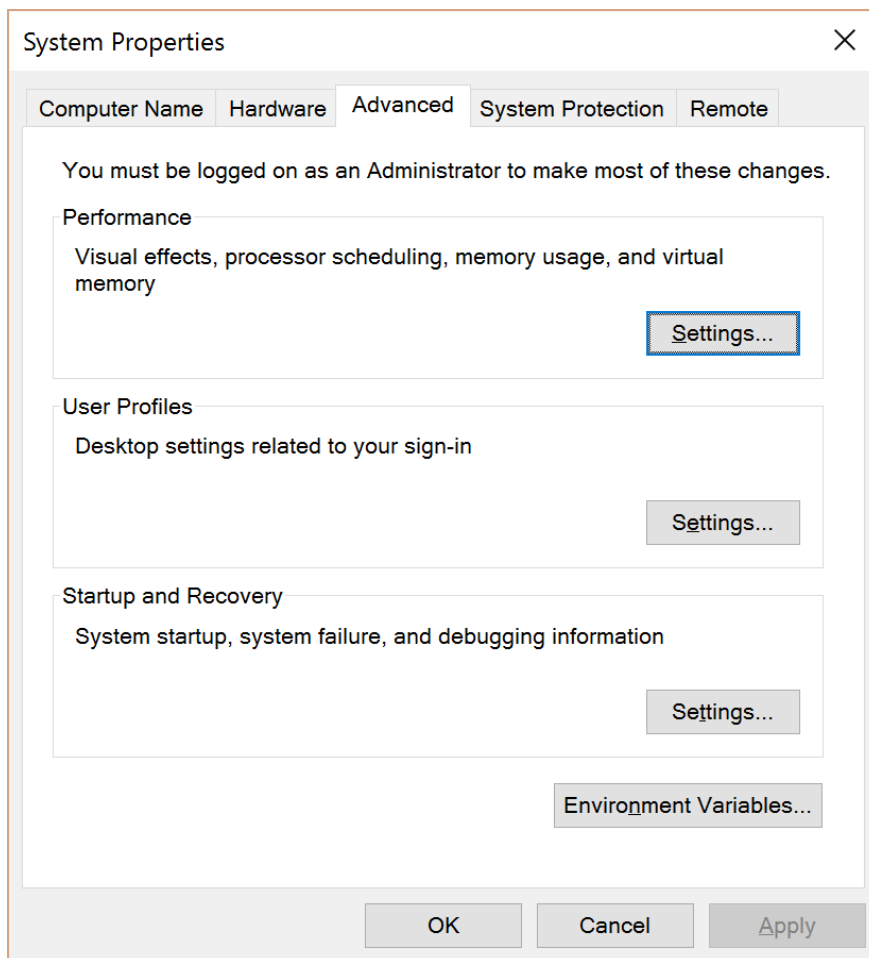 System Properties
Computer Name Hardware Advanced System Protection Remote
You must be logged on as an Administrator to make most of these changes.
Performance
Visual effects, processor scheduling, memory usage, and virtual
memory
Settings...
User Profiles
Desktop settings related to your sign-in
Settings...
Startup and Recovery
System startup, system failure, and debugging information
Settings...
Environment Variables...
OK Cancel Apply